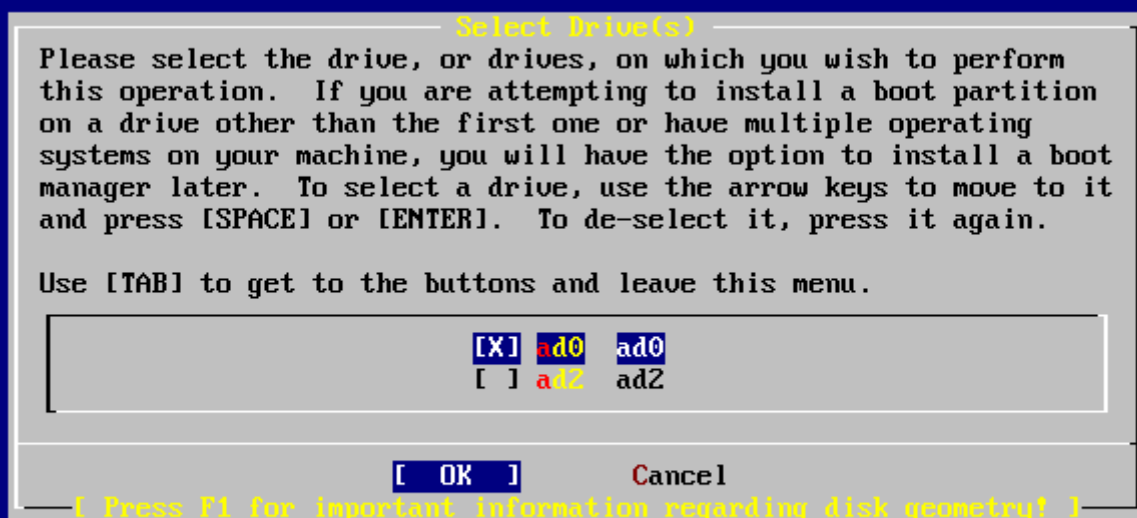 Select Drive(s)
Please select the drive, or drives, on which you wish to perform
this operation.  If you are attempting to install a boot partition
on a drive other than the first one or have multiple operating
systems on your machine, you will have the option to install a boot
manager later.  To select a drive, use the arrow keys to move to it
and press [SPACE] or [ENTER].  To de-select it, press it again.
Use [TAB] to get to the buttons and leave this menu.
[X] ad0  ad0
[ ] ad2  ad2
[  OK  ]  Cancel
[ Press F1 for important information regarding disk geometry! ]